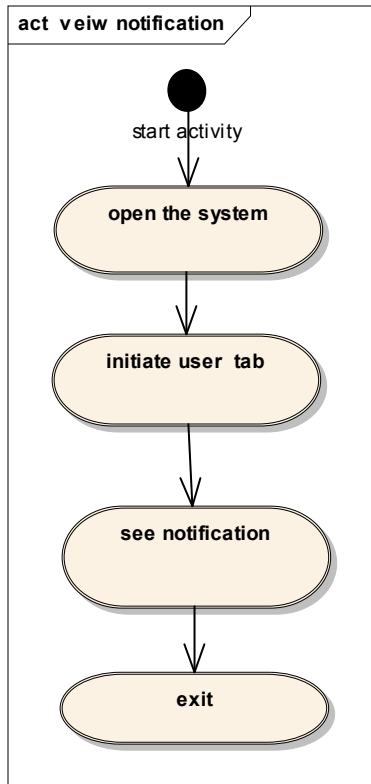 act veiw notification
start activity
open the system
initiate user tab
see notification
exit